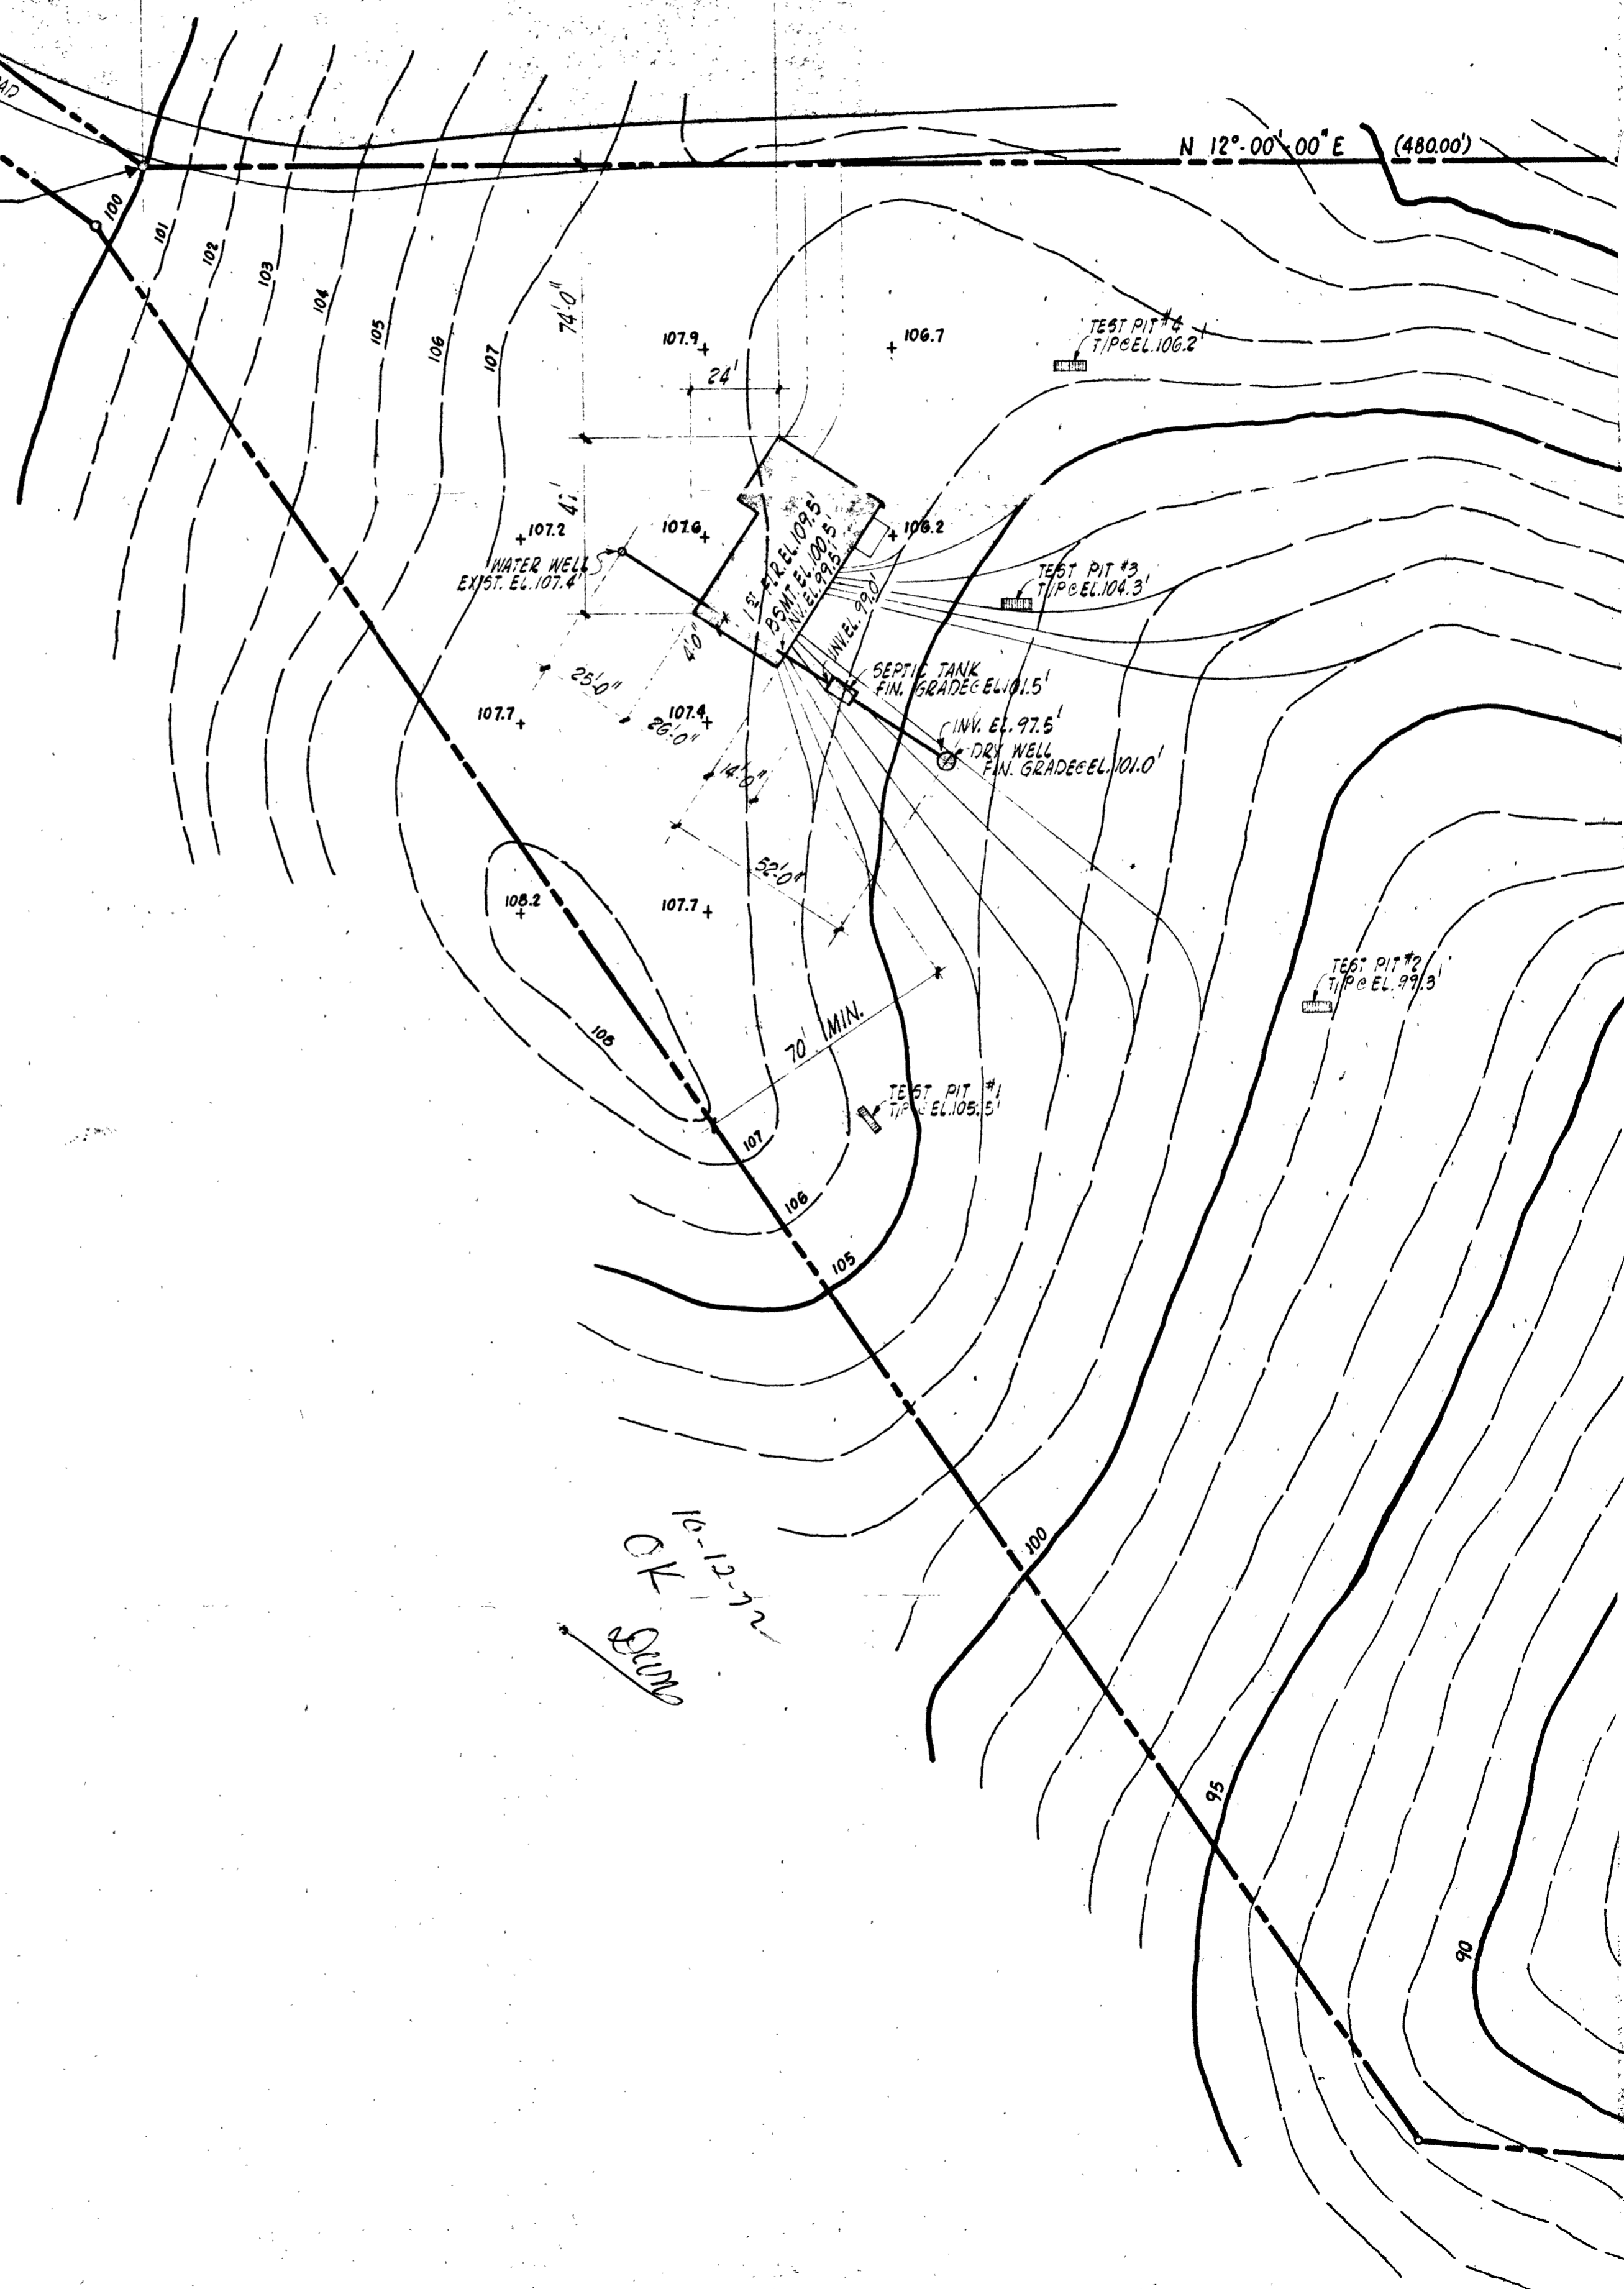 N 12°-00'-00" E (480.00')
100
101
102
103
104
105
106
107
74'-0"
107.9
106.7
24'
TEST PIT #4
T/P@EL.106.2'
107.2
107.6
106.2
WATER WELL
EXIST. EL.107.4'
1ST FLR.EL.109.5'
BSMT.EL.100.5'
INV. EL.99.5'
INV.EL. 99.0'
TEST PIT #3
T/P@EL.104.3'
4'-0"
25'-0"
SEPTIC TANK
FIN. GRADE@EL.101.5'
107.7
107.4
26'-0"
INV. EL.97.5'
DRY WELL
FIN. GRADE@EL.101.0'
14'-0"
52'-0"
108.2
107.7
TEST PIT #2
T/P@EL.99.3'
108
70' MIN.
TEST PIT #1
T/P@EL.105.5'
107
106
105
100
10-12-72
OK
95
90